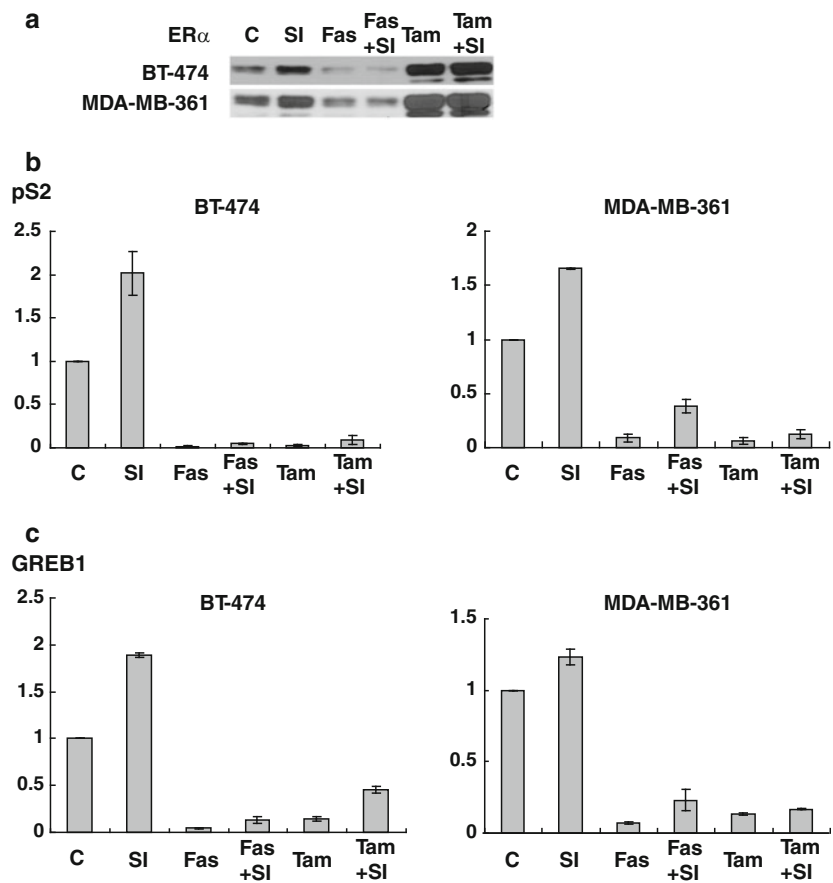 a
ERα C SI Fas Fas +SI Tam Tam +SI
BT-474
MDA-MB-361
b
pS2
BT-474
2.5
2
1.5
1
0.5
0
C SI Fas Fas +SI Tam Tam +SI
MDA-MB-361
2
1.5
1
0.5
0
C SI Fas Fas +SI Tam Tam +SI
c
GREB1
BT-474
2.5
2
1.5
1
0.5
0
C SI Fas Fas +SI Tam Tam +SI
MDA-MB-361
1.5
1
0.5
0
C SI Fas Fas +SI Tam Tam +SI